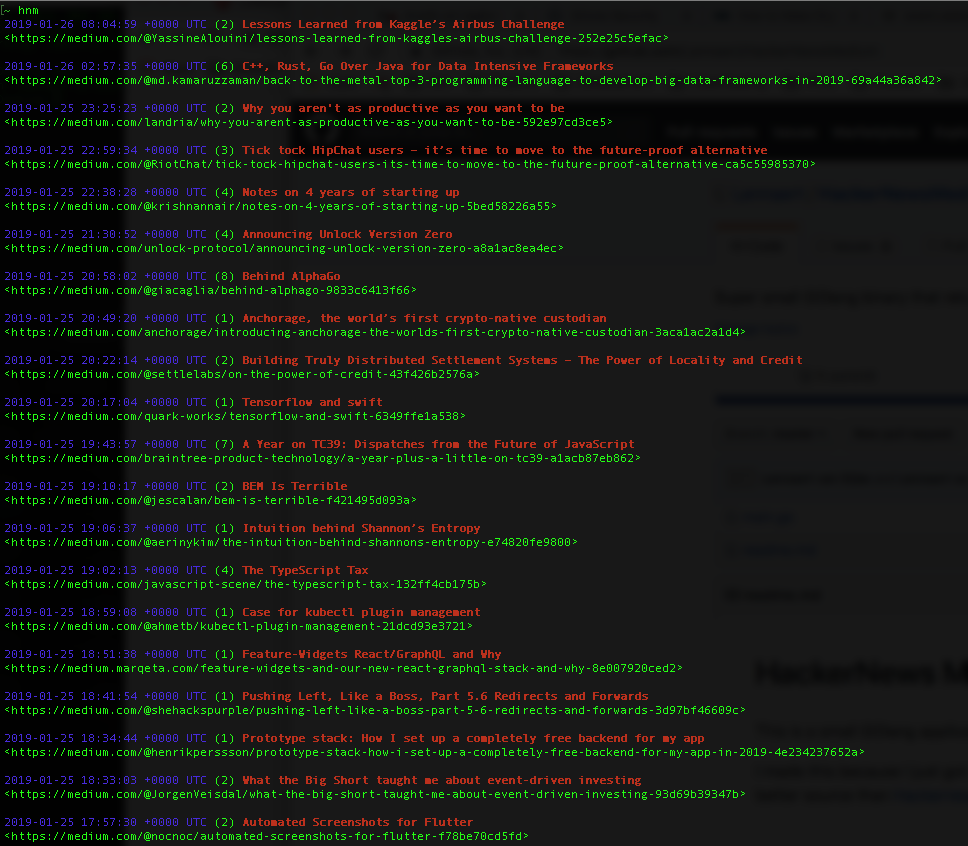 [~ hnm
2019-01-26 08:04:59 +0000 UTC (2) Lessons Learned from Kaggle's Airbus Challenge
<https://medium.com/@YassineAlouini/lessons-learned-from-kaggles-airbus-challenge-252e25c5efac>
2019-01-26 02:57:35 +0000 UTC (6) C++, Rust, Go Over Java for Data Intensive Frameworks
<https://medium.com/@md.kamaruzzaman/back-to-the-metal-top-3-programming-language-to-develop-big-data-frameworks-in-2019-69a44a36a842>
2019-01-25 23:25:23 +0000 UTC (2) Why you aren't as productive as you want to be
<https://medium.com/landria/why-you-arent-as-productive-as-you-want-to-be-592e97cd3ce5>
2019-01-25 22:59:34 +0000 UTC (3) Tick tock HipChat users – it's time to move to the future-proof alternative
<https://medium.com/@RiotChat/tick-tock-hipchat-users-its-time-to-move-to-the-future-proof-alternative-ca5c55985370>
2019-01-25 22:38:28 +0000 UTC (4) Notes on 4 years of starting up
<https://medium.com/@krishnannair/notes-on-4-years-of-starting-up-5bed58226a55>
2019-01-25 21:30:52 +0000 UTC (4) Announcing Unlock Version Zero
<https://medium.com/unlock-protocol/announcing-unlock-version-zero-a8a1ac8ea4ec>
2019-01-25 20:58:02 +0000 UTC (8) Behind AlphaGo
<https://medium.com/@giacaglia/behind-alphago-9833c6413f66>
2019-01-25 20:49:20 +0000 UTC (1) Anchorage, the world's first crypto-native custodian
<https://medium.com/anchorage/introducing-anchorage-the-worlds-first-crypto-native-custodian-3aca1ac2a1d4>
2019-01-25 20:22:14 +0000 UTC (2) Building Truly Distributed Settlement Systems – The Power of Locality and Credit
<https://medium.com/@settlelabs/on-the-power-of-credit-43f426b2576a>
2019-01-25 20:17:04 +0000 UTC (1) Tensorflow and swift
<https://medium.com/quark-works/tensorflow-and-swift-6349ffe1a538>
2019-01-25 19:43:57 +0000 UTC (7) A Year on TC39: Dispatches from the Future of JavaScript
<https://medium.com/braintree-product-technology/a-year-plus-a-little-on-tc39-a1acb87eb862>
2019-01-25 19:10:17 +0000 UTC (2) BEM Is Terrible
<https://medium.com/@jescalan/bem-is-terrible-f421495d093a>
2019-01-25 19:06:37 +0000 UTC (1) Intuition behind Shannon's Entropy
<https://medium.com/@aerinykim/the-intuition-behind-shannons-entropy-e74820fe9800>
2019-01-25 19:02:13 +0000 UTC (4) The TypeScript Tax
<https://medium.com/javascript-scene/the-typescript-tax-132ff4cb175b>
2019-01-25 18:59:08 +0000 UTC (1) Case for kubectl plugin management
<https://medium.com/@ahmetb/kubectl-plugin-management-21dcd93e3721>
2019-01-25 18:51:38 +0000 UTC (1) Feature-Widgets React/GraphQL and Why
<https://medium.marqeta.com/feature-widgets-and-our-new-react-graphql-stack-and-why-8e007920ced2>
2019-01-25 18:41:54 +0000 UTC (1) Pushing Left, Like a Boss, Part 5.6 Redirects and Forwards
<https://medium.com/@shehackspurple/pushing-left-like-a-boss-part-5-6-redirects-and-forwards-3d97bf46609c>
2019-01-25 18:34:44 +0000 UTC (1) Prototype stack: How I set up a completely free backend for my app
<https://medium.com/@henrikperssson/prototype-stack-how-i-set-up-a-completely-free-backend-for-my-app-in-2019-4e234237652a>
2019-01-25 18:33:03 +0000 UTC (2) What the Big Short taught me about event-driven investing
<https://medium.com/@JorgenVeisdal/what-the-big-short-taught-me-about-event-driven-investing-93d69b39347b>
2019-01-25 17:57:30 +0000 UTC (2) Automated Screenshots for Flutter
<https://medium.com/@nocnoc/automated-screenshots-for-flutter-f78be70cd5fd>
HackerNews M